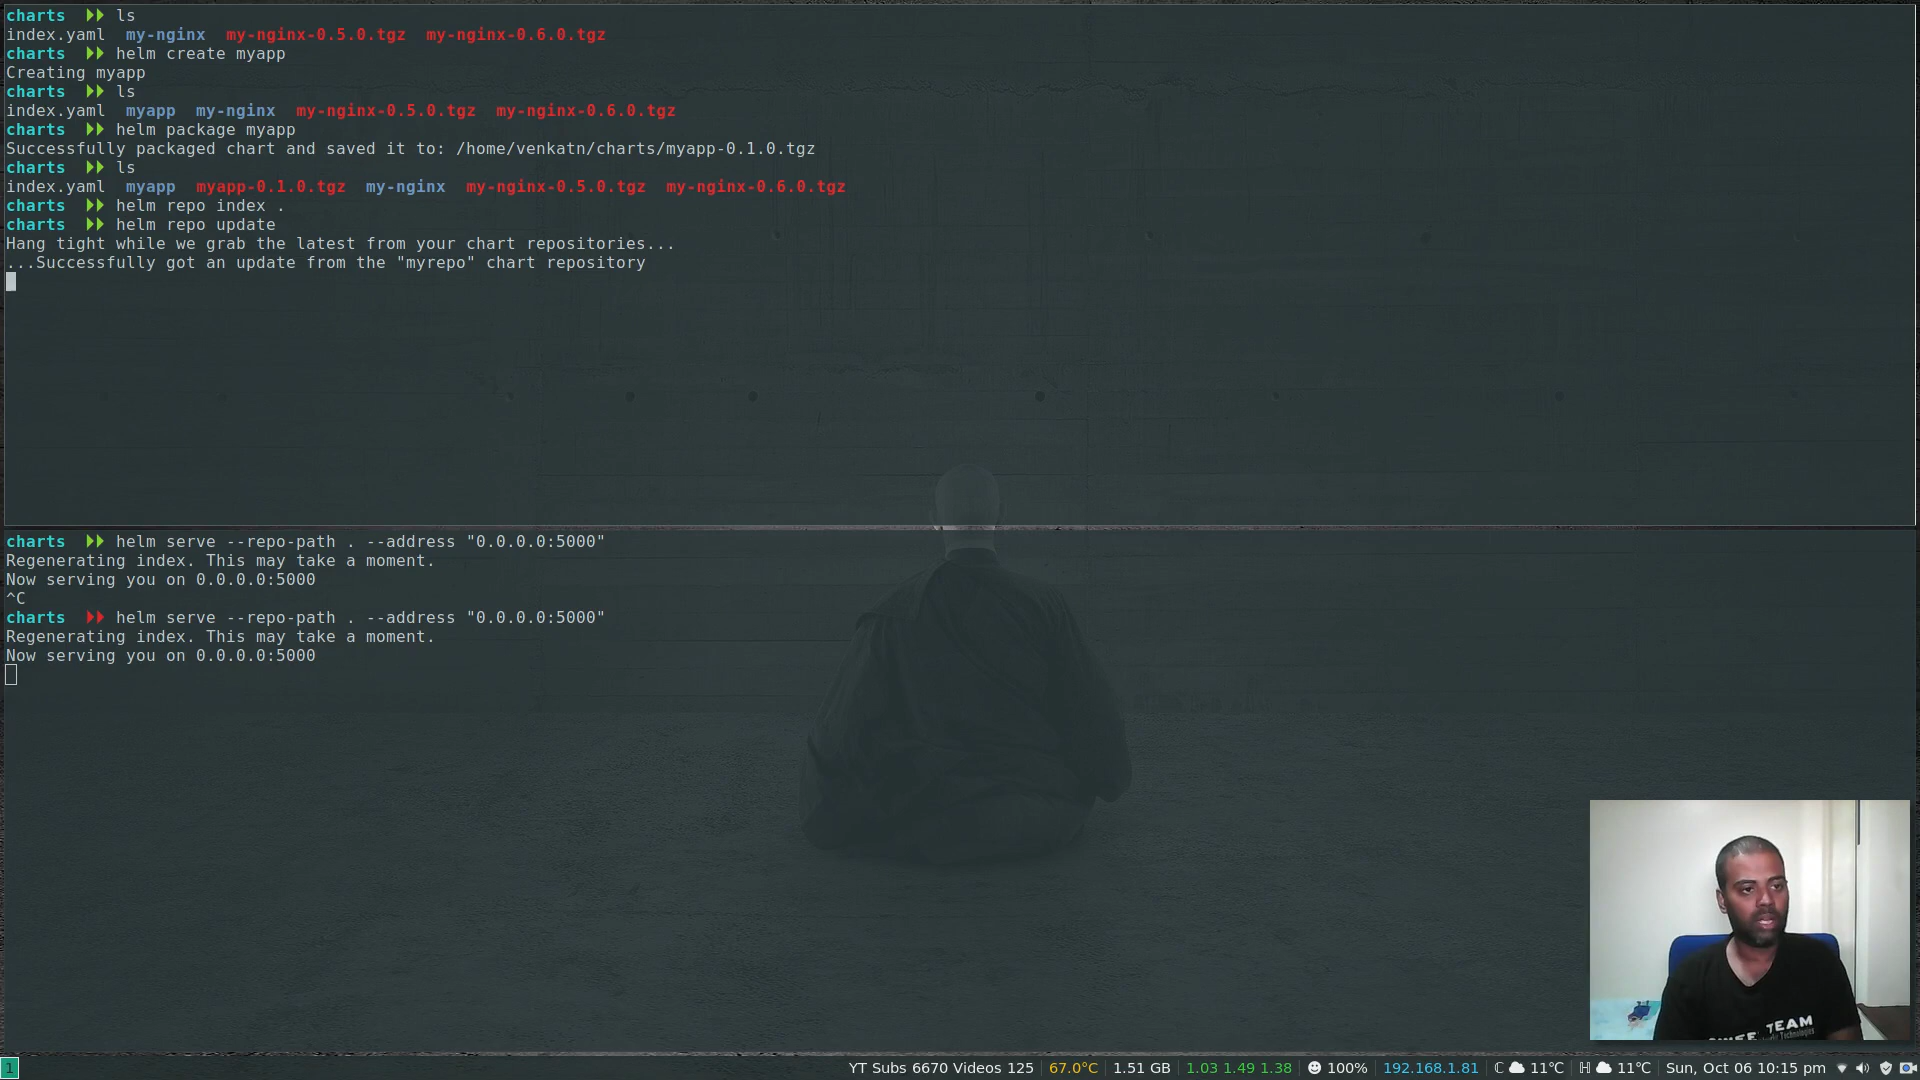 charts ls
index.yaml my-nginx my-nginx-0.5.0.tgz my-nginx-0.6.0.tgz
charts helm create myapp
Creating myapp
charts ls
index.yaml myapp my-nginx my-nginx-0.5.0.tgz my-nginx-0.6.0.tgz
charts helm package myapp
Successfully packaged chart and saved it to: /home/venkatn/charts/myapp-0.1.0.tgz
charts ls
index.yaml myapp myapp-0.1.0.tgz my-nginx my-nginx-0.5.0.tgz my-nginx-0.6.0.tgz
charts helm repo index .
charts helm repo update
Hang tight while we grab the latest from your chart repositories...
...Successfully got an update from the "myrepo" chart repository
charts helm serve --repo-path . --address "0.0.0.0:5000"
Regenerating index. This may take a moment.
Now serving you on 0.0.0.0:5000
^C
charts helm serve --repo-path . --address "0.0.0.0:5000"
Regenerating index. This may take a moment.
Now serving you on 0.0.0.0:5000
TEAM
1 YT Subs 6670 Videos 125 67.0°C 1.51 GB 1.03 1.49 1.38 100% 192.168.1.81 ℂ 11°C ℍ 11°C Sun, Oct 06 10:15 pm